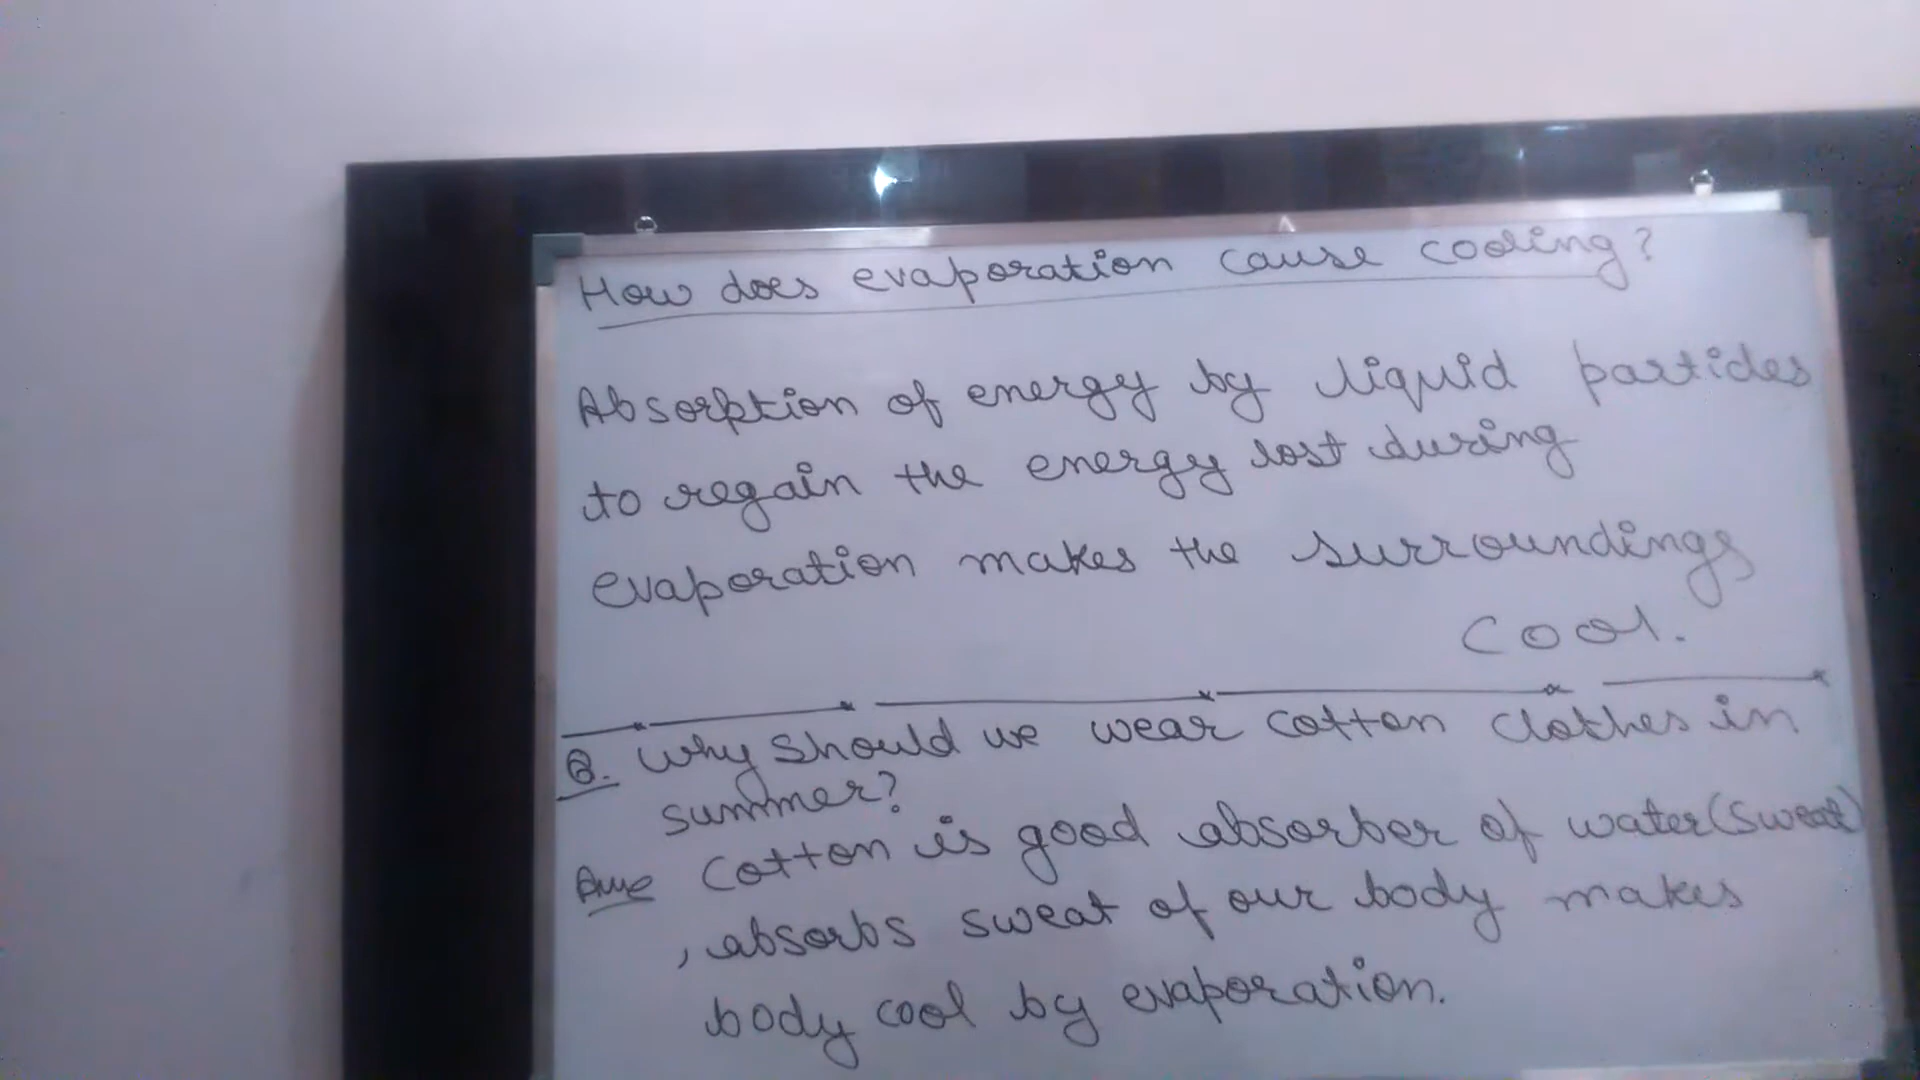 How does evaporation cause cooling?
Absorption of energy by liquid particles
to regain the energy lost during
evaporation makes the surroundings
cool.
Q. Why should we wear cotton clothes in
summer?
Ans Cotton is good absorber of water (sweat)
, absorbs sweat of our body makes
body cool by evaporation.